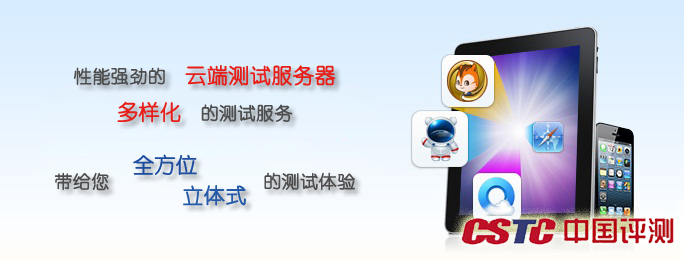 性能强劲的 云端测试服务器
多样化 的测试服务
带给您 全方位 立体式 的测试体验
CSTC 中国评测